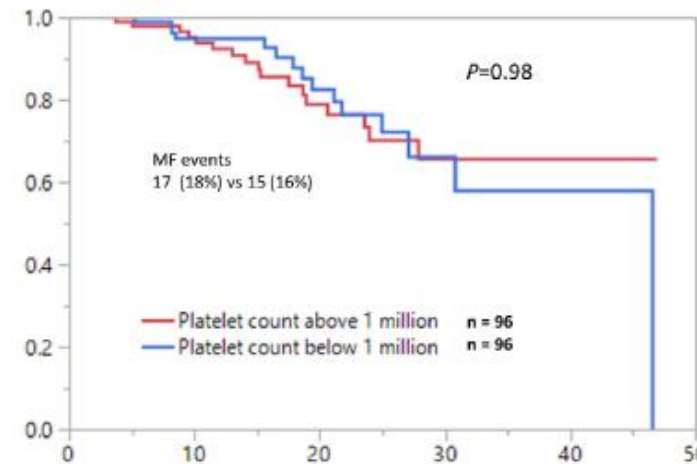 1.0
P=0.98
0.8
MF events
17 (18%) vs 15 (16%)
0.6
0.4
Platelet count above 1 million n = 96
Platelet count below 1 million n = 96
0.2
0.0
0 10 20 30 40